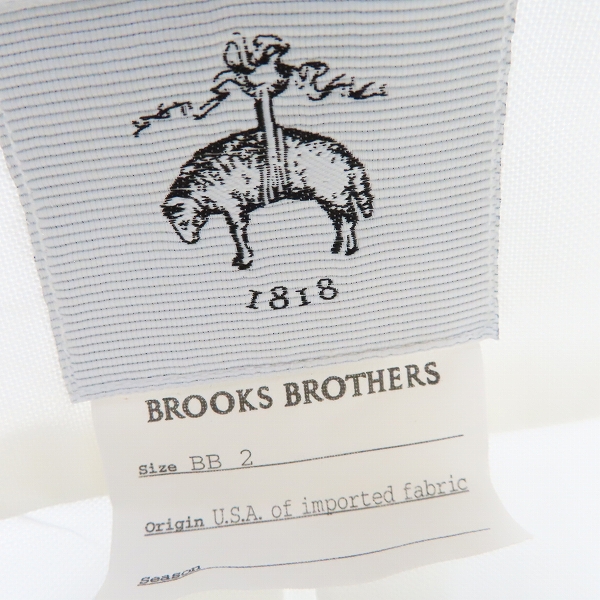 1818
BROOKS BROTHERS
Size BB 2
Origin U.S.A. of imported fabric
Season